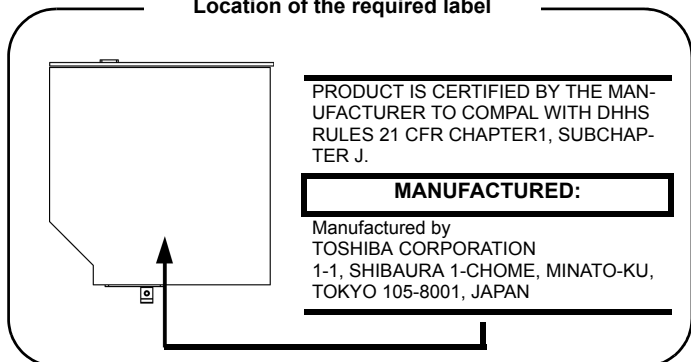 Location of the required label
PRODUCT IS CERTIFIED BY THE MAN-
UFACTURER TO COMPAL WITH DHHS
RULES 21 CFR CHAPTER1, SUBCHAP-
TER J.
MANUFACTURED:
Manufactured by
TOSHIBA CORPORATION
1-1, SHIBAURA 1-CHOME, MINATO-KU,
TOKYO 105-8001, JAPAN